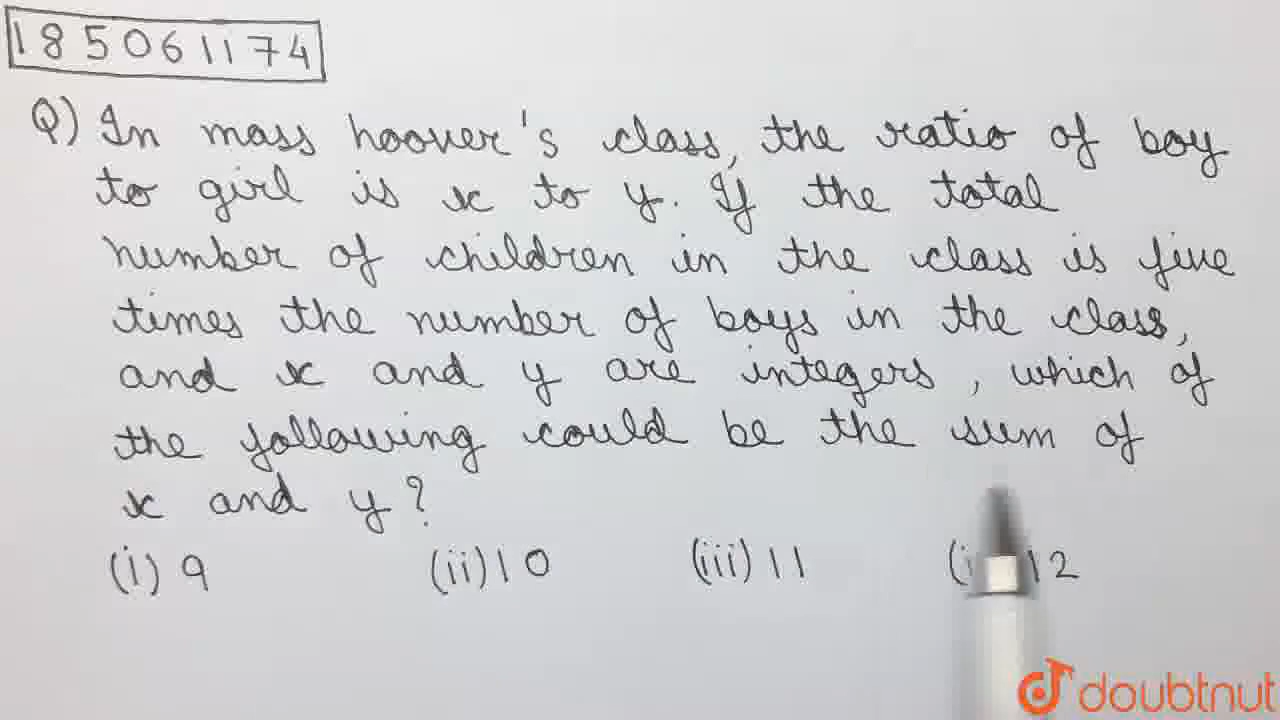 185061174
Q) In mass hoover's class, the ratio of boy
to girl is x to y. If the total
number of children in the class is five
times the number of boys in the class,
and x and y are integers, which of
the following could be the sum of
x and y?
(i) 9 (ii) 10 (iii) 11 12
doubtnut